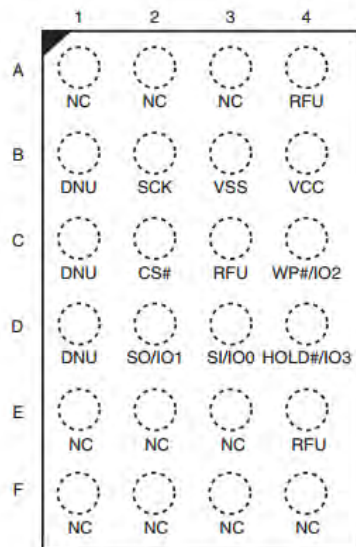 1 2 3 4
A
NC NC NC RFU
B
DNU SCK VSS VCC
C
DNU CS# RFU WP#/IO2
D
DNU SO/IO1 SI/IO0 HOLD#/IO3
E
NC NC NC RFU
F
NC NC NC NC